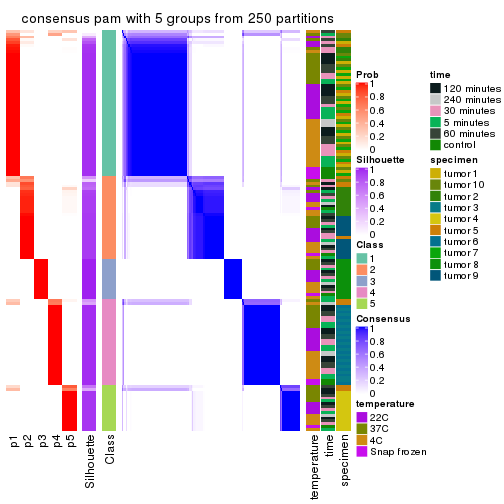 consensus pam with 5 groups from 250 partitions
Prob
1
0.8
0.6
0.4
0.2
0
Silhouette
1
0.8
0.6
0.4
0.2
0
Class
1
2
3
4
5
Consensus
1
0.8
0.6
0.4
0.2
0
temperature
22C
37C
4C
Snap frozen
time
120 minutes
240 minutes
30 minutes
5 minutes
60 minutes
control
specimen
tumor 1
tumor 10
tumor 2
tumor 3
tumor 4
tumor 5
tumor 6
tumor 7
tumor 8
tumor 9
p1
p2
p3
p4
p5
Silhouette
Class
temperature
time
specimen